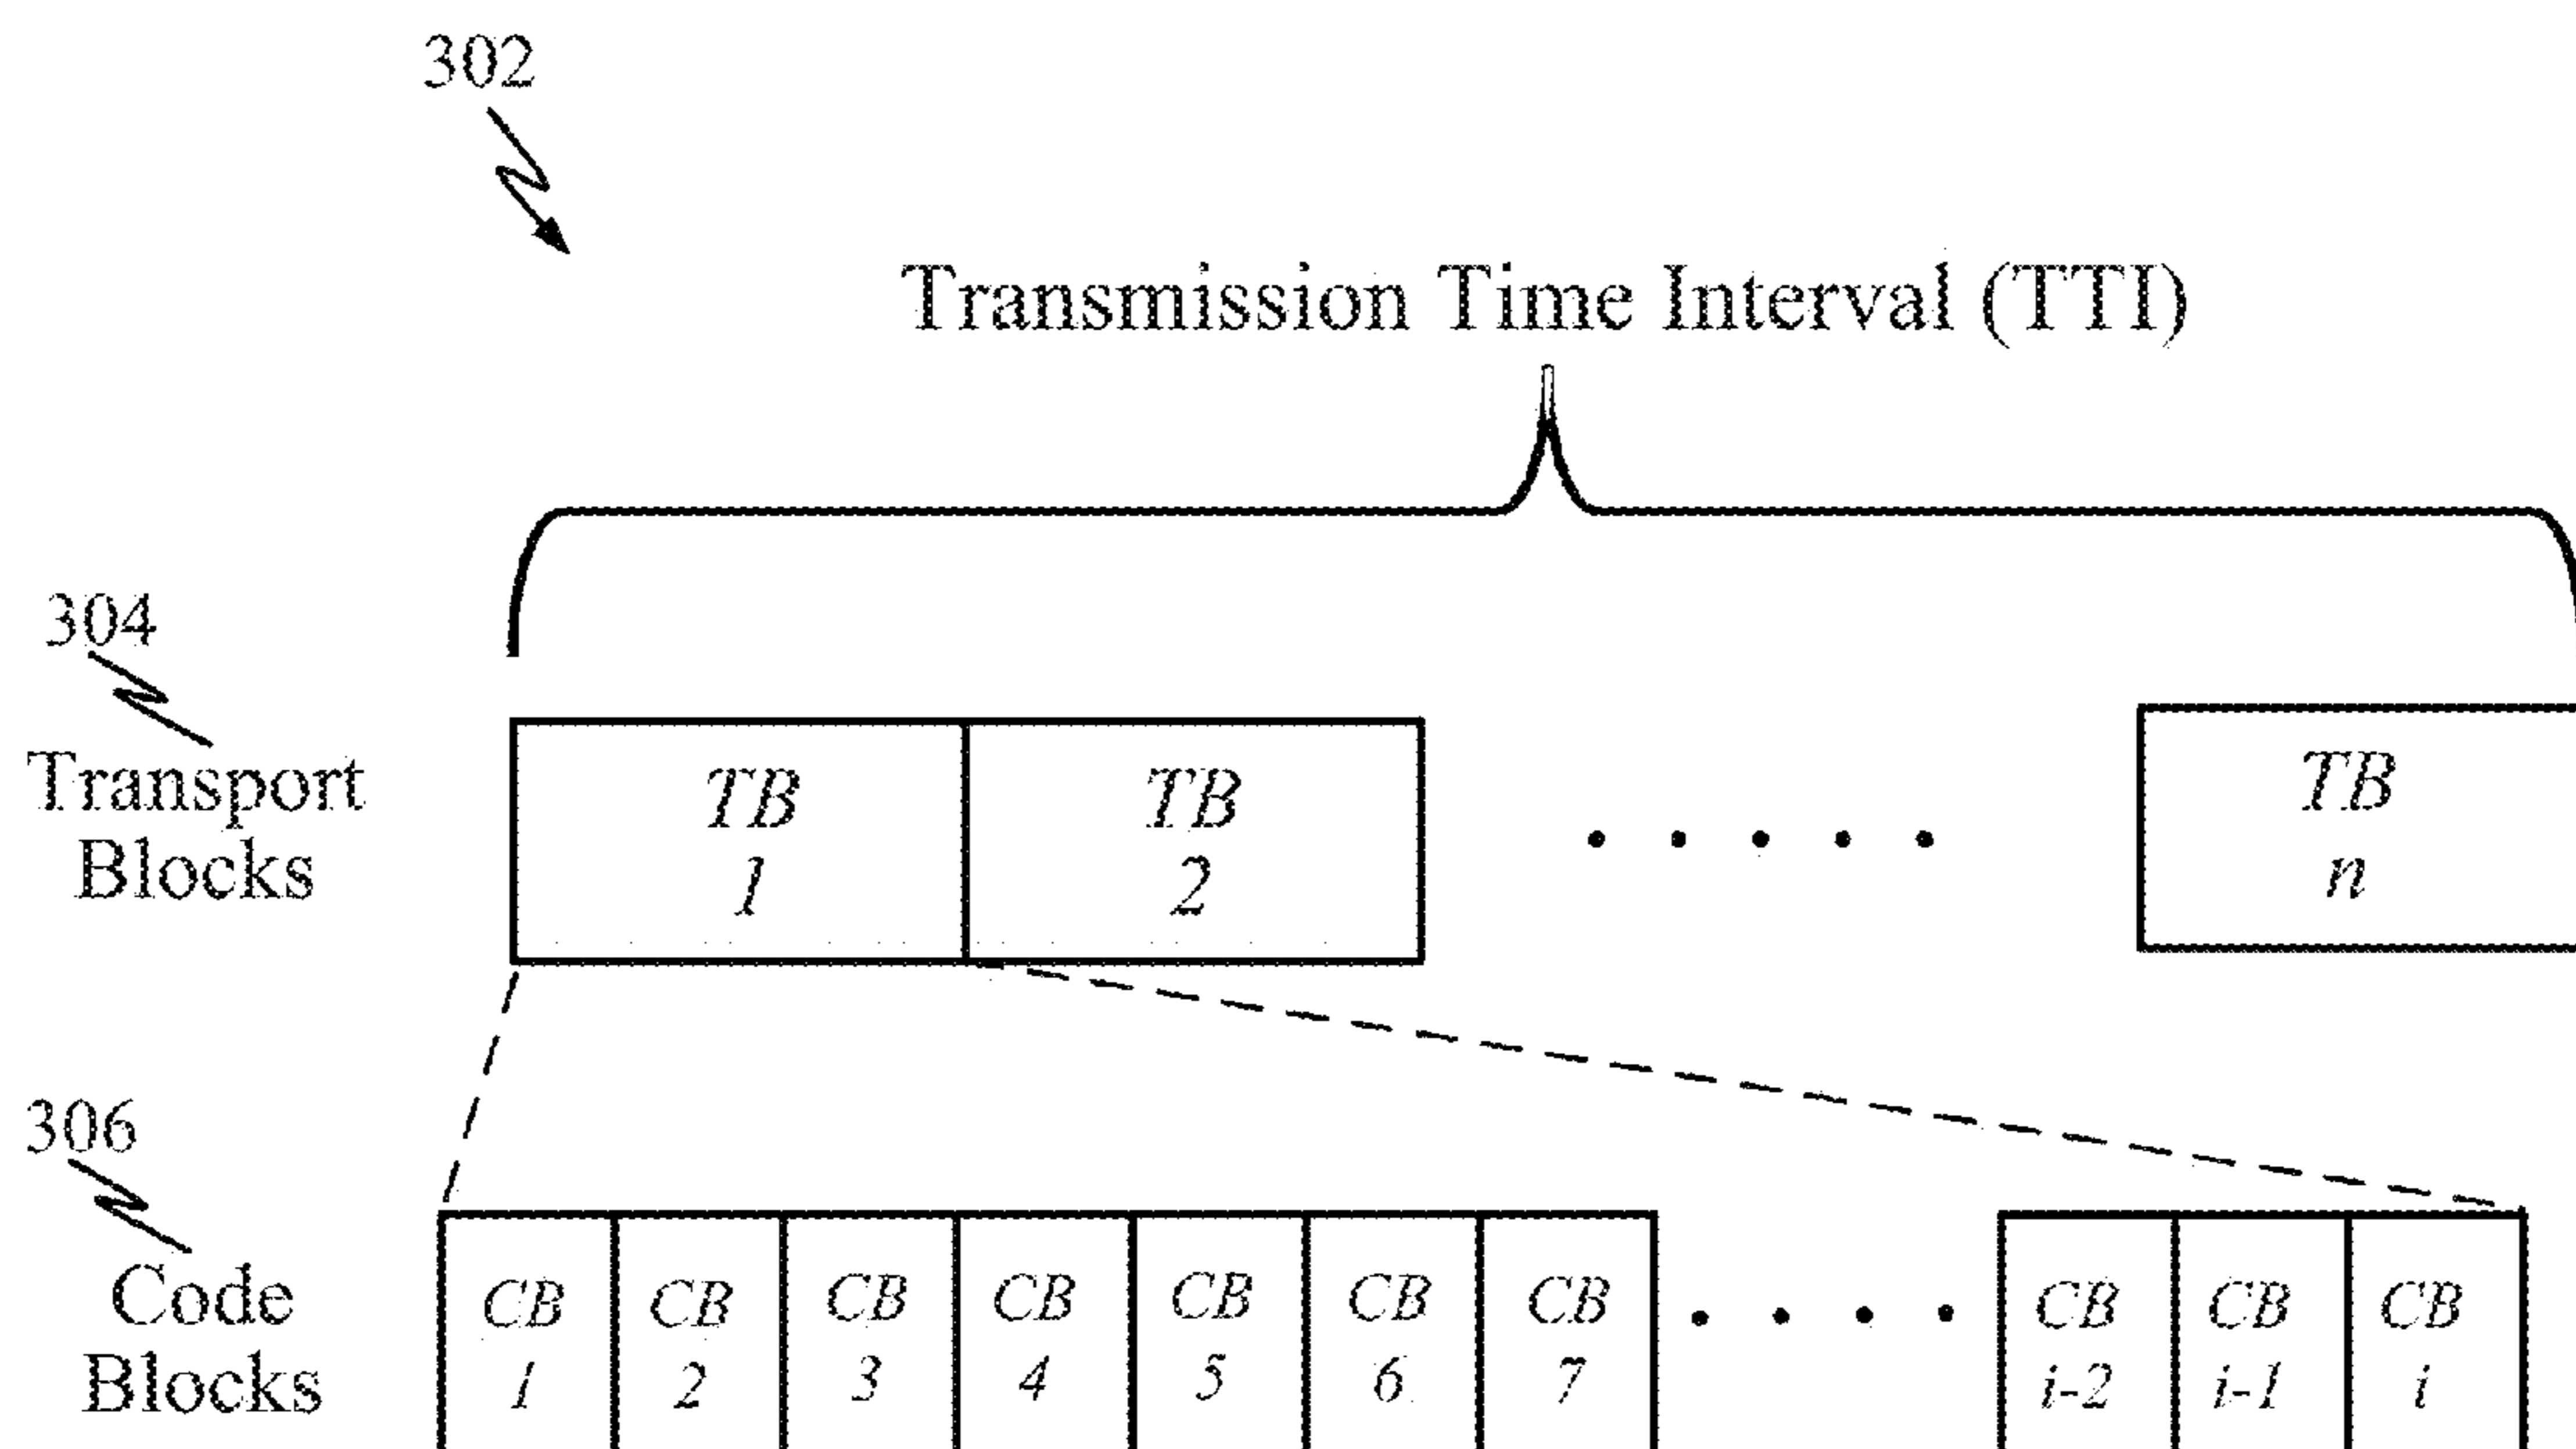 302
Transmission Time Interval (TTI)
304
Transport
Blocks
TB
1
TB
2
TB
n
306
Code
Blocks
CB
1
CB
2
CB
3
CB
4
CB
5
CB
6
CB
7
CB
i-2
CB
i-1
CB
i